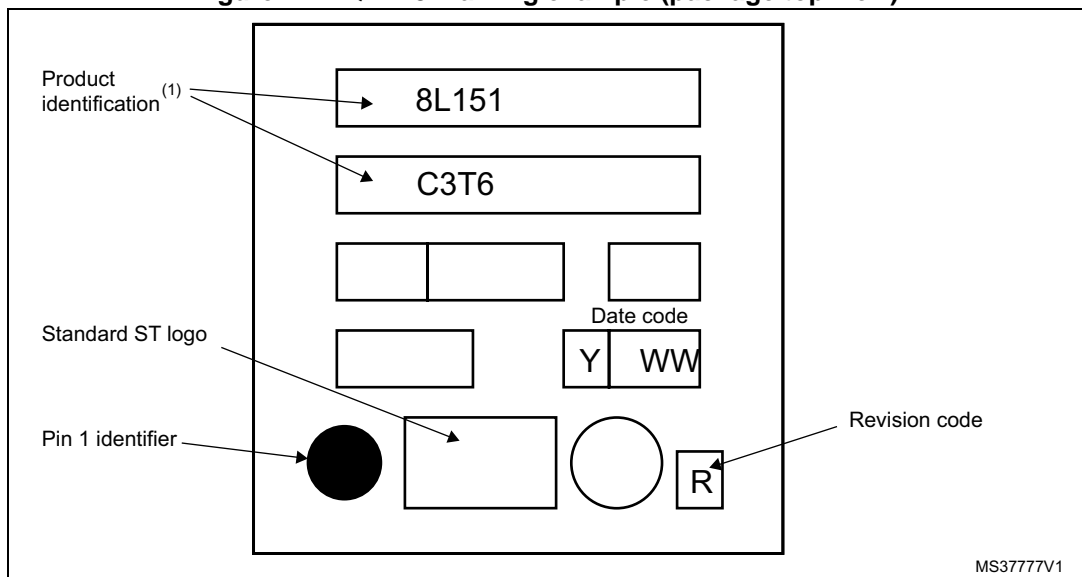 Product
identification (1)
8L151
C3T6
Date code
Standard ST logo
Y WW
Pin 1 identifier
Revision code
R
MS37777V1